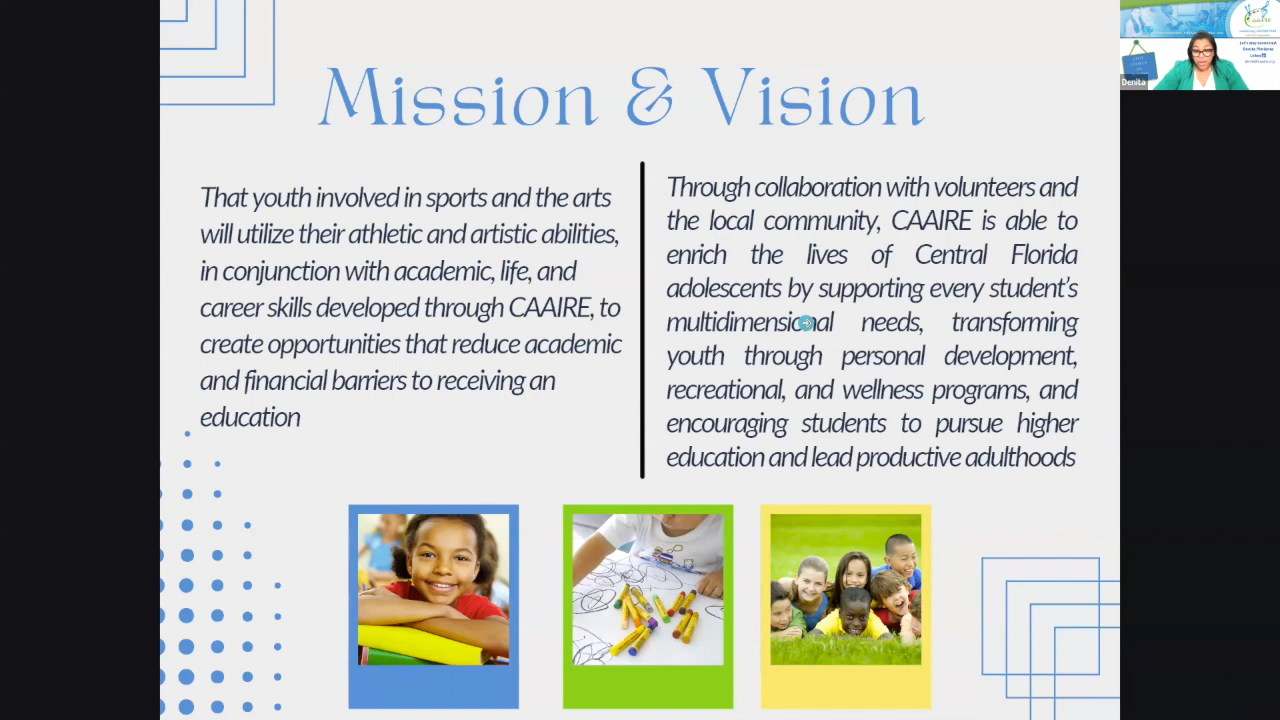 Mission & Vision
That youth involved in sports and the arts
will utilize their athletic and artistic abilities,
in conjunction with academic, life, and
career skills developed through CAAIRE, to
create opportunities that reduce academic
and financial barriers to receiving an
education
Through collaboration with volunteers and
the local community, CAAIRE is able to
enrich the lives of Central Florida
adolescents by supporting every student's
multidimensional needs, transforming
youth through personal development,
recreational, and wellness programs, and
encouraging students to pursue higher
education and lead productive adulthoods
Let's stay connected
Denita